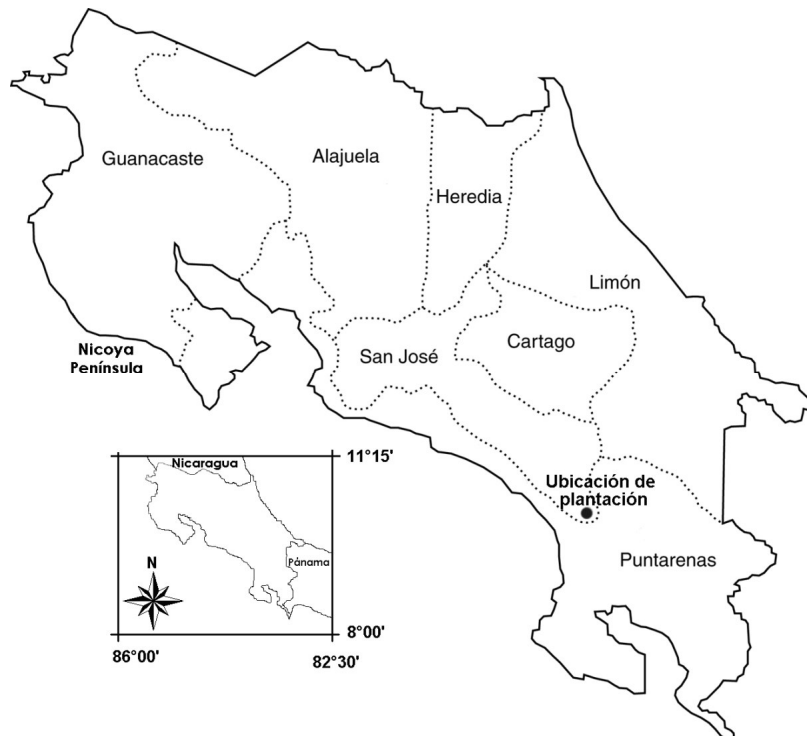 Guanacaste
Alajuela
Heredia
Limón
Nicoya
Península
San José
Cartago
Ubicación de
plantación
Puntarenas
Nicaragua
11°15'
Pánama
N
8°00'
86°00'
82°30'